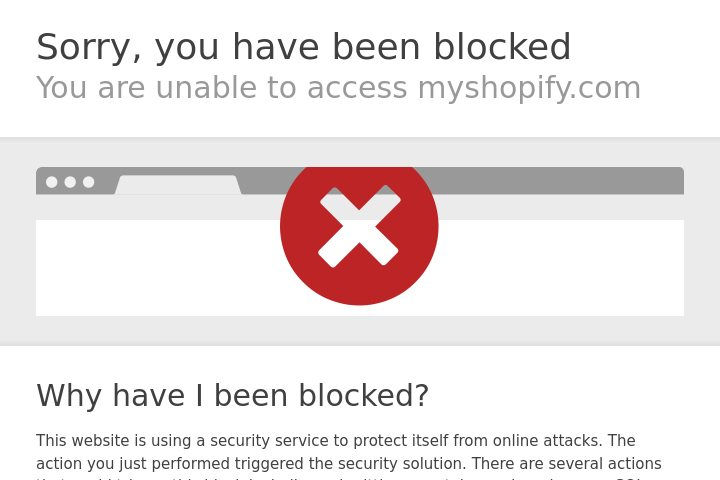 Sorry, you have been blocked
You are unable to access myshopify.com
Why have I been blocked?
This website is using a security service to protect itself from online attacks. The
action you just performed triggered the security solution. There are several actions